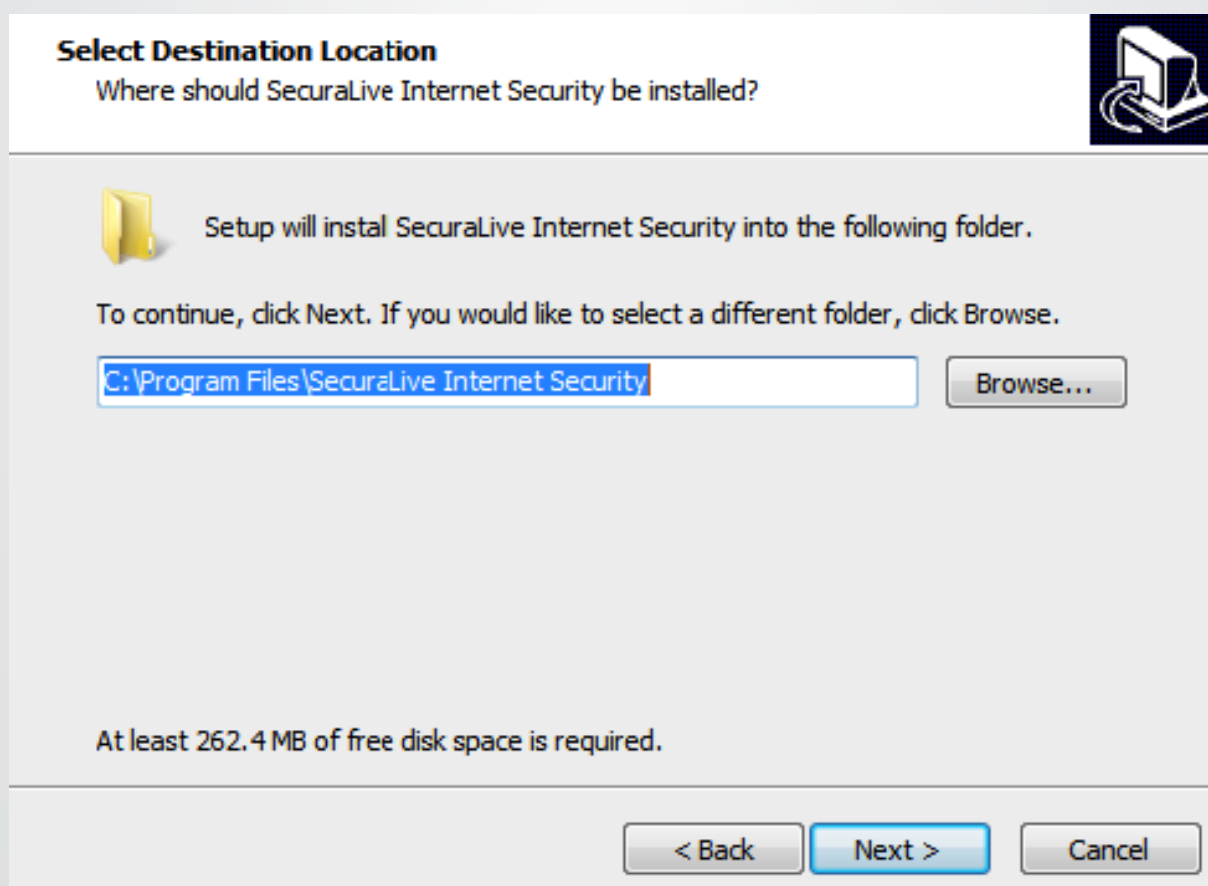 Select Destination Location
Where should SecuraLive Internet Security be installed?
Setup will instal SecuraLive Internet Security into the following folder.
To continue, click Next. If you would like to select a different folder, click Browse.
C:\Program Files\SecuraLive Internet Security
Browse...
At least 262.4 MB of free disk space is required.
< Back
Next >
Cancel